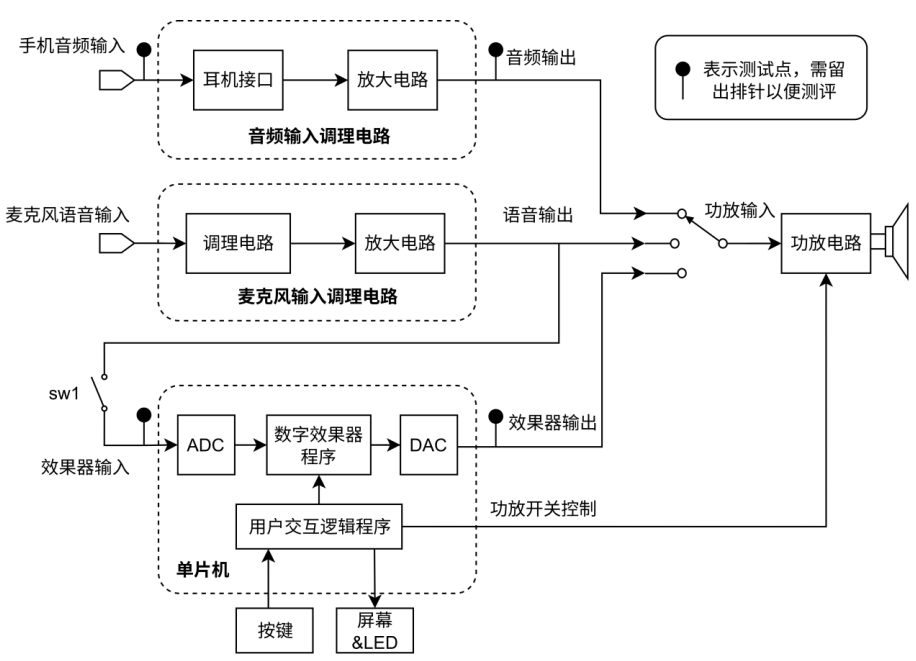 手机音频输入
耳机接口
放大电路
音频输出
音频输入调理电路
表示测试点，需留
出排针以便测评
麦克风语音输入
调理电路
放大电路
语音输出
麦克风输入调理电路
功放输入
功放电路
sw1
效果器输入
ADC
数字效果器
程序
DAC
效果器输出
用户交互逻辑程序
功放开关控制
单片机
按键
屏幕
&LED